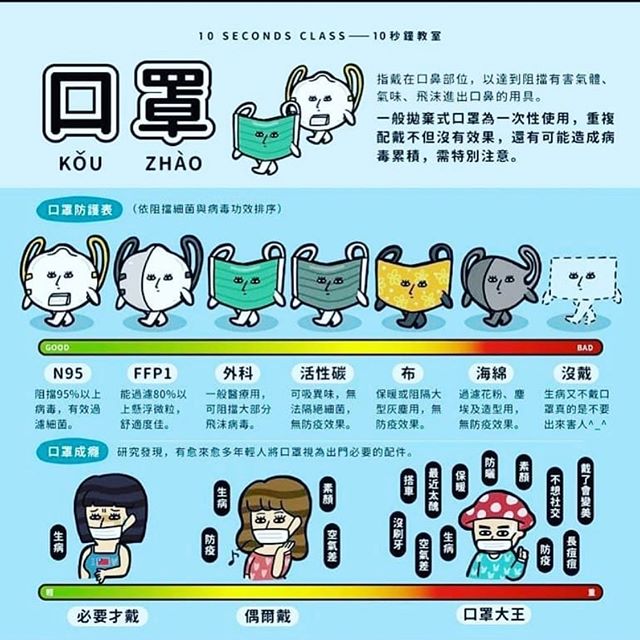 10 SECONDS CLASS——10秒鐘教室
口罩
KǑU ZHÀO
指戴在口鼻部位，以達到阻擋有害氣體、
氣味、飛沫進出口鼻的用具。
一般拋棄式口罩為一次性使用，重複
配戴不但沒有效果，還有可能造成病
毒累積，需特別注意。
口罩防護表
（依阻擋細菌與病毒功效排序）
GOOD
BAD
N95
阻擋95%以上
病毒，有效過
濾細菌。
FFP1
能過濾80%以
上懸浮微粒，
舒適度佳。
外科
一般醫療用，
可阻擋大部分
飛沫病毒。
活性碳
可吸異味，無
法隔絕細菌，
無防疫效果。
布
保暖或阻隔大
型灰塵用，無
防疫效果。
海綿
過濾花粉、塵
埃及造型用，
無防疫效果。
沒戴
生病又不戴口
罩真的是不要
出來害人^_^
口罩成癮
研究發現，有愈來愈多年輕人將口罩視為出門必要的配件。
生病
生病
防疫
素顏
空氣差
搭車
最近太醜
保暖
防曬
素顏
不想社交
戴了會變美
沒刷牙
空氣差
生病
防疫
長痘痘
輕
重
必要才戴
偶爾戴
口罩大王